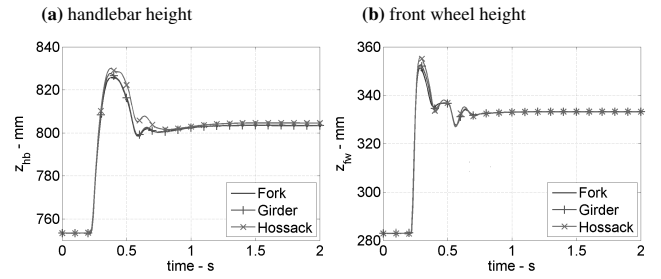 (a) handlebar height
840
820
800
780
760
z_hb - mm
0
0.5
1
1.5
2
time - s
Fork
Girder
Hossack
(b) front wheel height
360
340
320
300
280
z_fw - mm
0
0.5
1
1.5
2
time - s
Fork
Girder
Hossack